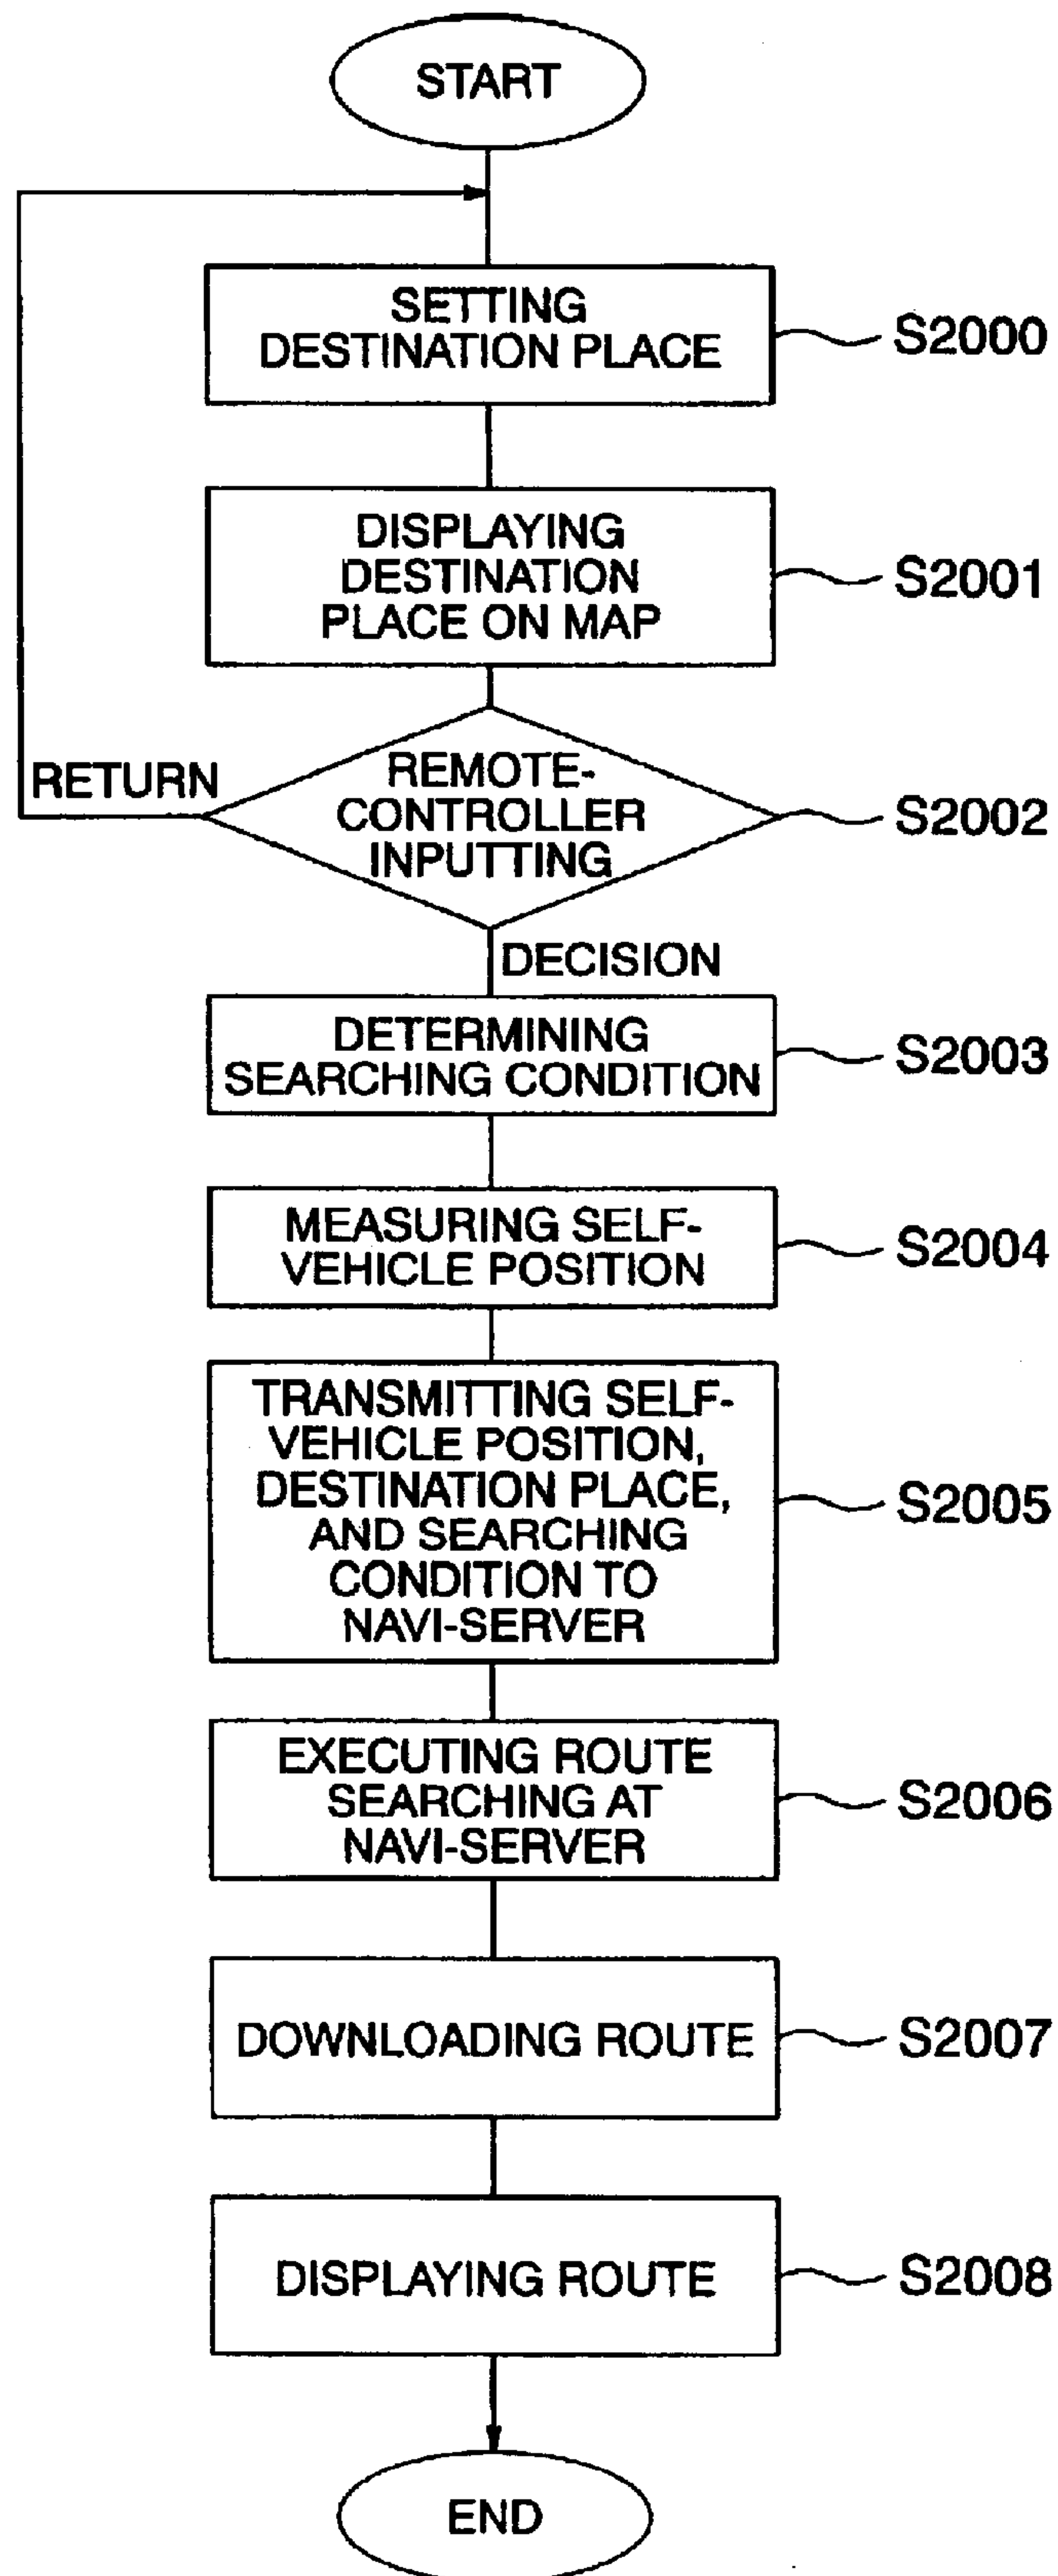 START
SETTING
DESTINATION PLACE
S2000
DISPLAYING
DESTINATION
PLACE ON MAP
S2001
RETURN
REMOTE-
CONTROLLER
INPUTTING
S2002
DECISION
DETERMINING
SEARCHING CONDITION
S2003
MEASURING SELF-
VEHICLE POSITION
S2004
TRANSMITTING SELF-
VEHICLE POSITION,
DESTINATION PLACE,
AND SEARCHING
CONDITION TO
NAVI-SERVER
S2005
EXECUTING ROUTE
SEARCHING AT
NAVI-SERVER
S2006
DOWNLOADING ROUTE
S2007
DISPLAYING ROUTE
S2008
END